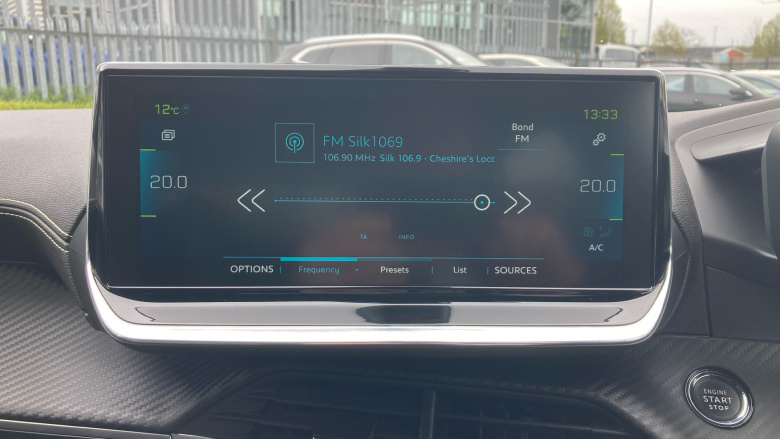 12°C
13:33
Band
FM
FM Silk1069
106.90 MHz Silk 106.9 - Cheshire's Loc
20.0
20.0
TA INFO
A/C
OPTIONS Frequency Presets List SOURCES
ENGINE
START
STOP